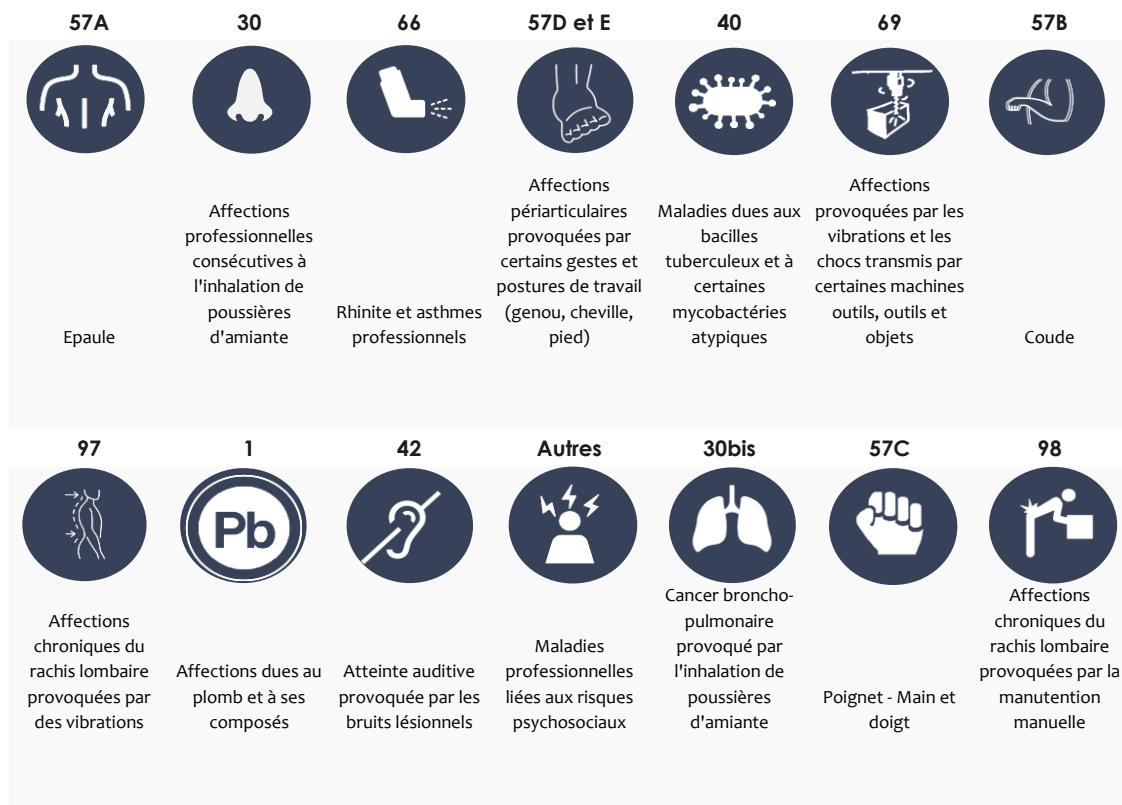 57A
30
66
57D et E
40
69
57B
Epaule
Affections
professionnelles
consécutives à
l'inhalation de
poussières
d'amiante
Rhinite et asthmes
professionnels
Affections
périarticulaires
provoquées par
certains gestes et
postures de travail
(genou, cheville,
pied)
Maladies dues aux
bacilles
tuberculeux et à
certaines
mycobactéries
atypiques
Affections
provoquées par les
vibrations et les
chocs transmis par
certaines machines
outils, outils et
objets
Coude
97
1
42
Autres
30bis
57C
98
Pb
Affections
chroniques du
rachis lombaire
provoquées par
des vibrations
Affections dues au
plomb et à ses
composés
Atteinte auditive
provoquée par les
bruits lésionnels
Maladies
professionnelles
liées aux risques
psychosociaux
Cancer broncho-
pulmonaire
provoqué par
l'inhalation de
poussières
d'amiante
Poignet - Main et
doigt
Affections
chroniques du
rachis lombaire
provoquées par la
manutention
manuelle